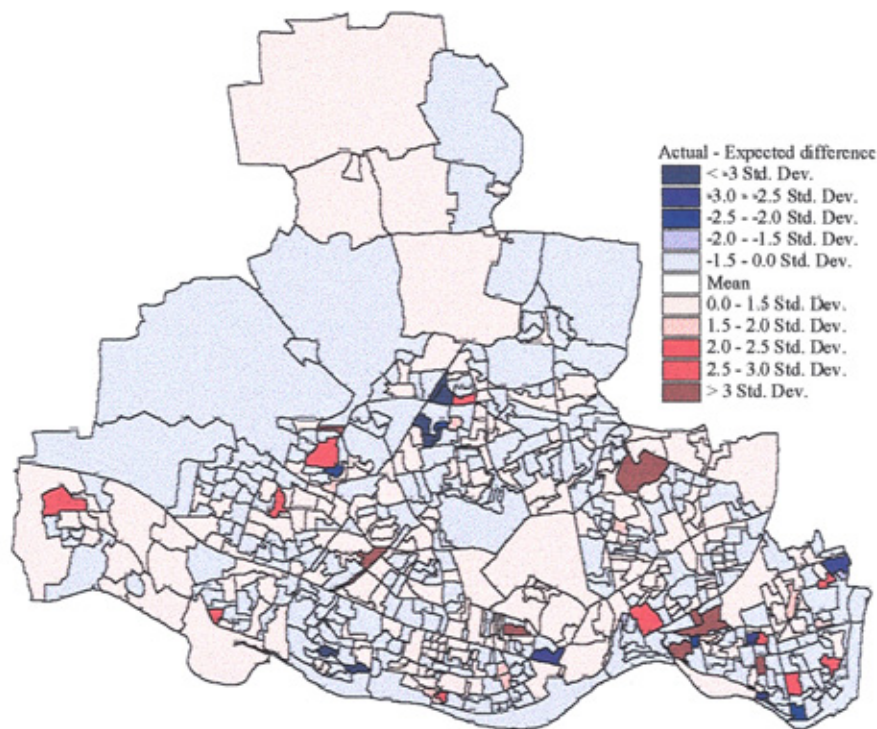 Actual - Expected difference
< -3 Std. Dev.
-3.0 - -2.5 Std. Dev.
-2.5 - -2.0 Std. Dev.
-2.0 - -1.5 Std. Dev.
-1.5 - 0.0 Std. Dev.
Mean
0.0 - 1.5 Std. Dev.
1.5 - 2.0 Std. Dev.
2.0 - 2.5 Std. Dev.
2.5 - 3.0 Std. Dev.
> 3 Std. Dev.